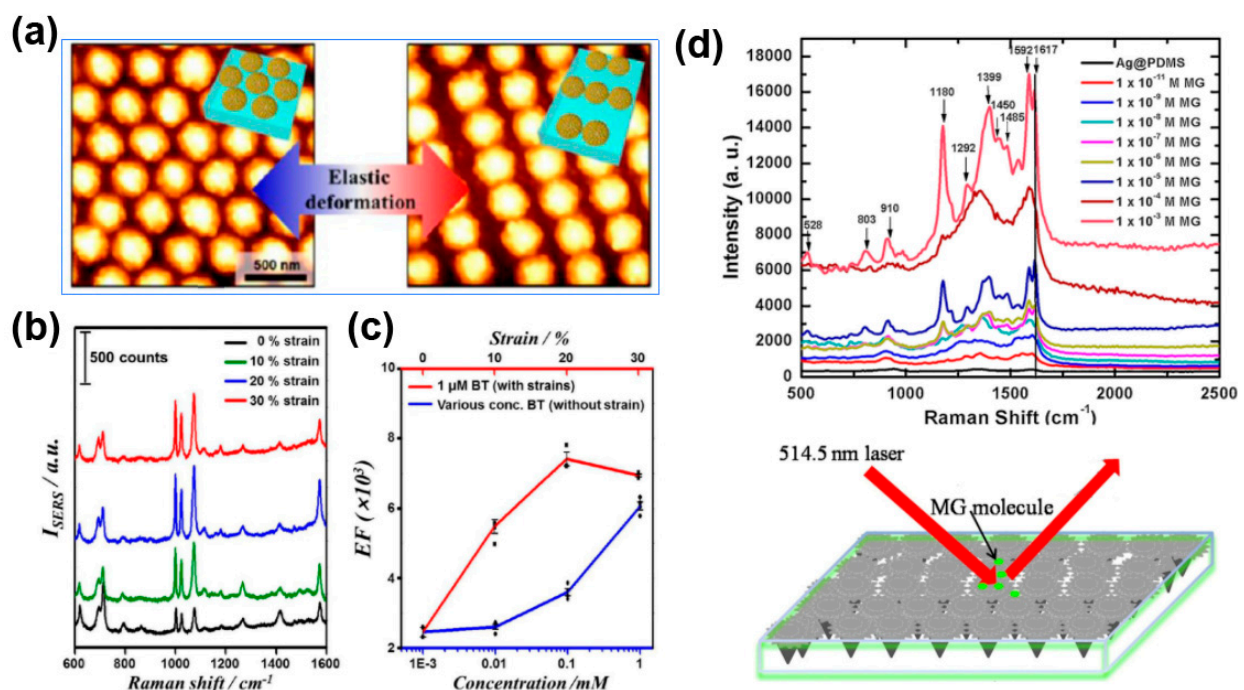 (a)
Elastic
deformation
500 nm
(b)
500 counts
0 % strain
10 % strain
20 % strain
30 % strain
I_SERS / a.u.
600 800 1000 1200 1400 1600
Raman shift / cm⁻¹
(c)
Strain / %
0 10 20 30
1 µM BT (with strains)
Various conc. BT (without strain)
EF (×10³)
10
8
6
4
2
1E-3 0.01 0.1 1
Concentration /mM
(d)
18000
16000
14000
12000
10000
8000
6000
4000
2000
0
Intensity (a. u.)
528
803
910
1180
1292
1399
1450
1485
1592
1617
Ag@PDMS
1 x 10⁻¹¹ M MG
1 x 10⁻⁹ M MG
1 x 10⁻⁸ M MG
1 x 10⁻⁷ M MG
1 x 10⁻⁶ M MG
1 x 10⁻⁵ M MG
1 x 10⁻⁴ M MG
1 x 10⁻³ M MG
500 1000 1500 2000 2500
Raman Shift (cm⁻¹)
514.5 nm laser
MG molecule